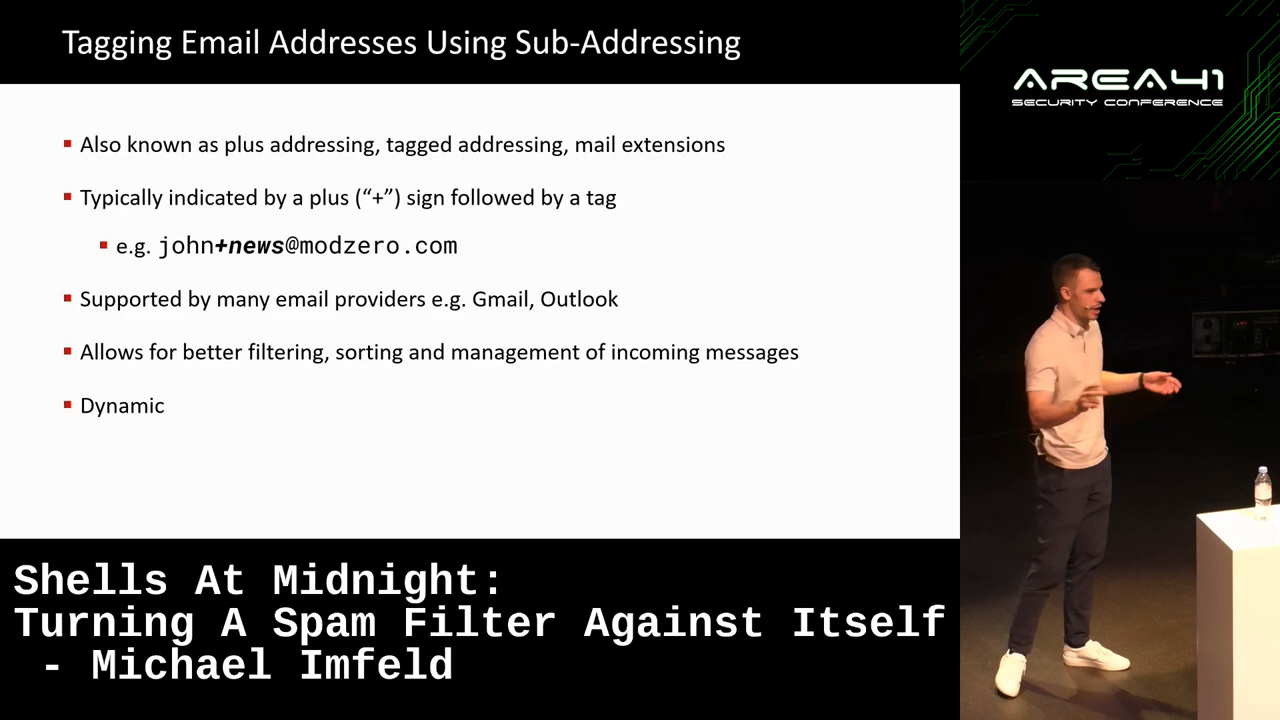 Tagging Email Addresses Using Sub-Addressing
AREA41
SECURITY CONFERENCE
Also known as plus addressing, tagged addressing, mail extensions
Typically indicated by a plus (“+”) sign followed by a tag
e.g. john+news@modzero.com
Supported by many email providers e.g. Gmail, Outlook
Allows for better filtering, sorting and management of incoming messages
Dynamic
Shells At Midnight:
Turning A Spam Filter Against Itself
- Michael Imfeld